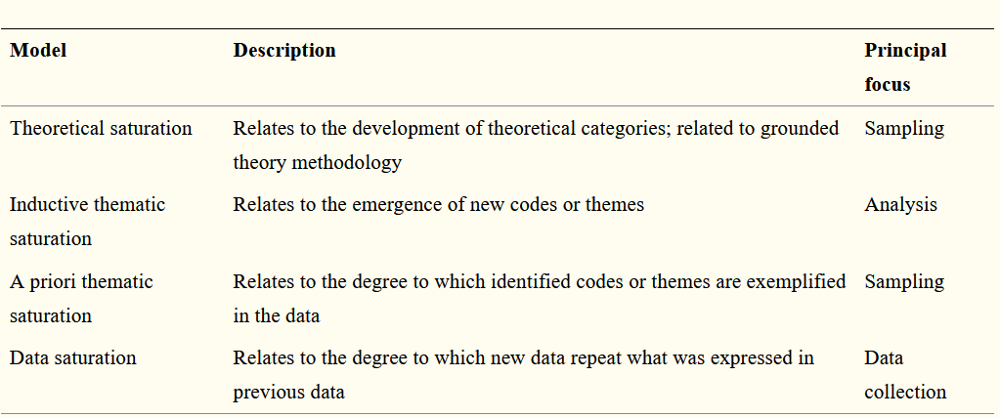 Model Description Principal
focus
Theoretical saturation Relates to the development of theoretical categories; related to grounded Sampling
theory methodology
Inductive thematic Relates to the emergence of new codes or themes Analysis
saturation
A priori thematic Relates to the degree to which identified codes or themes are exemplified Sampling
saturation in the data
Data saturation Relates to the degree to which new data repeat what was expressed in Data
previous data collection